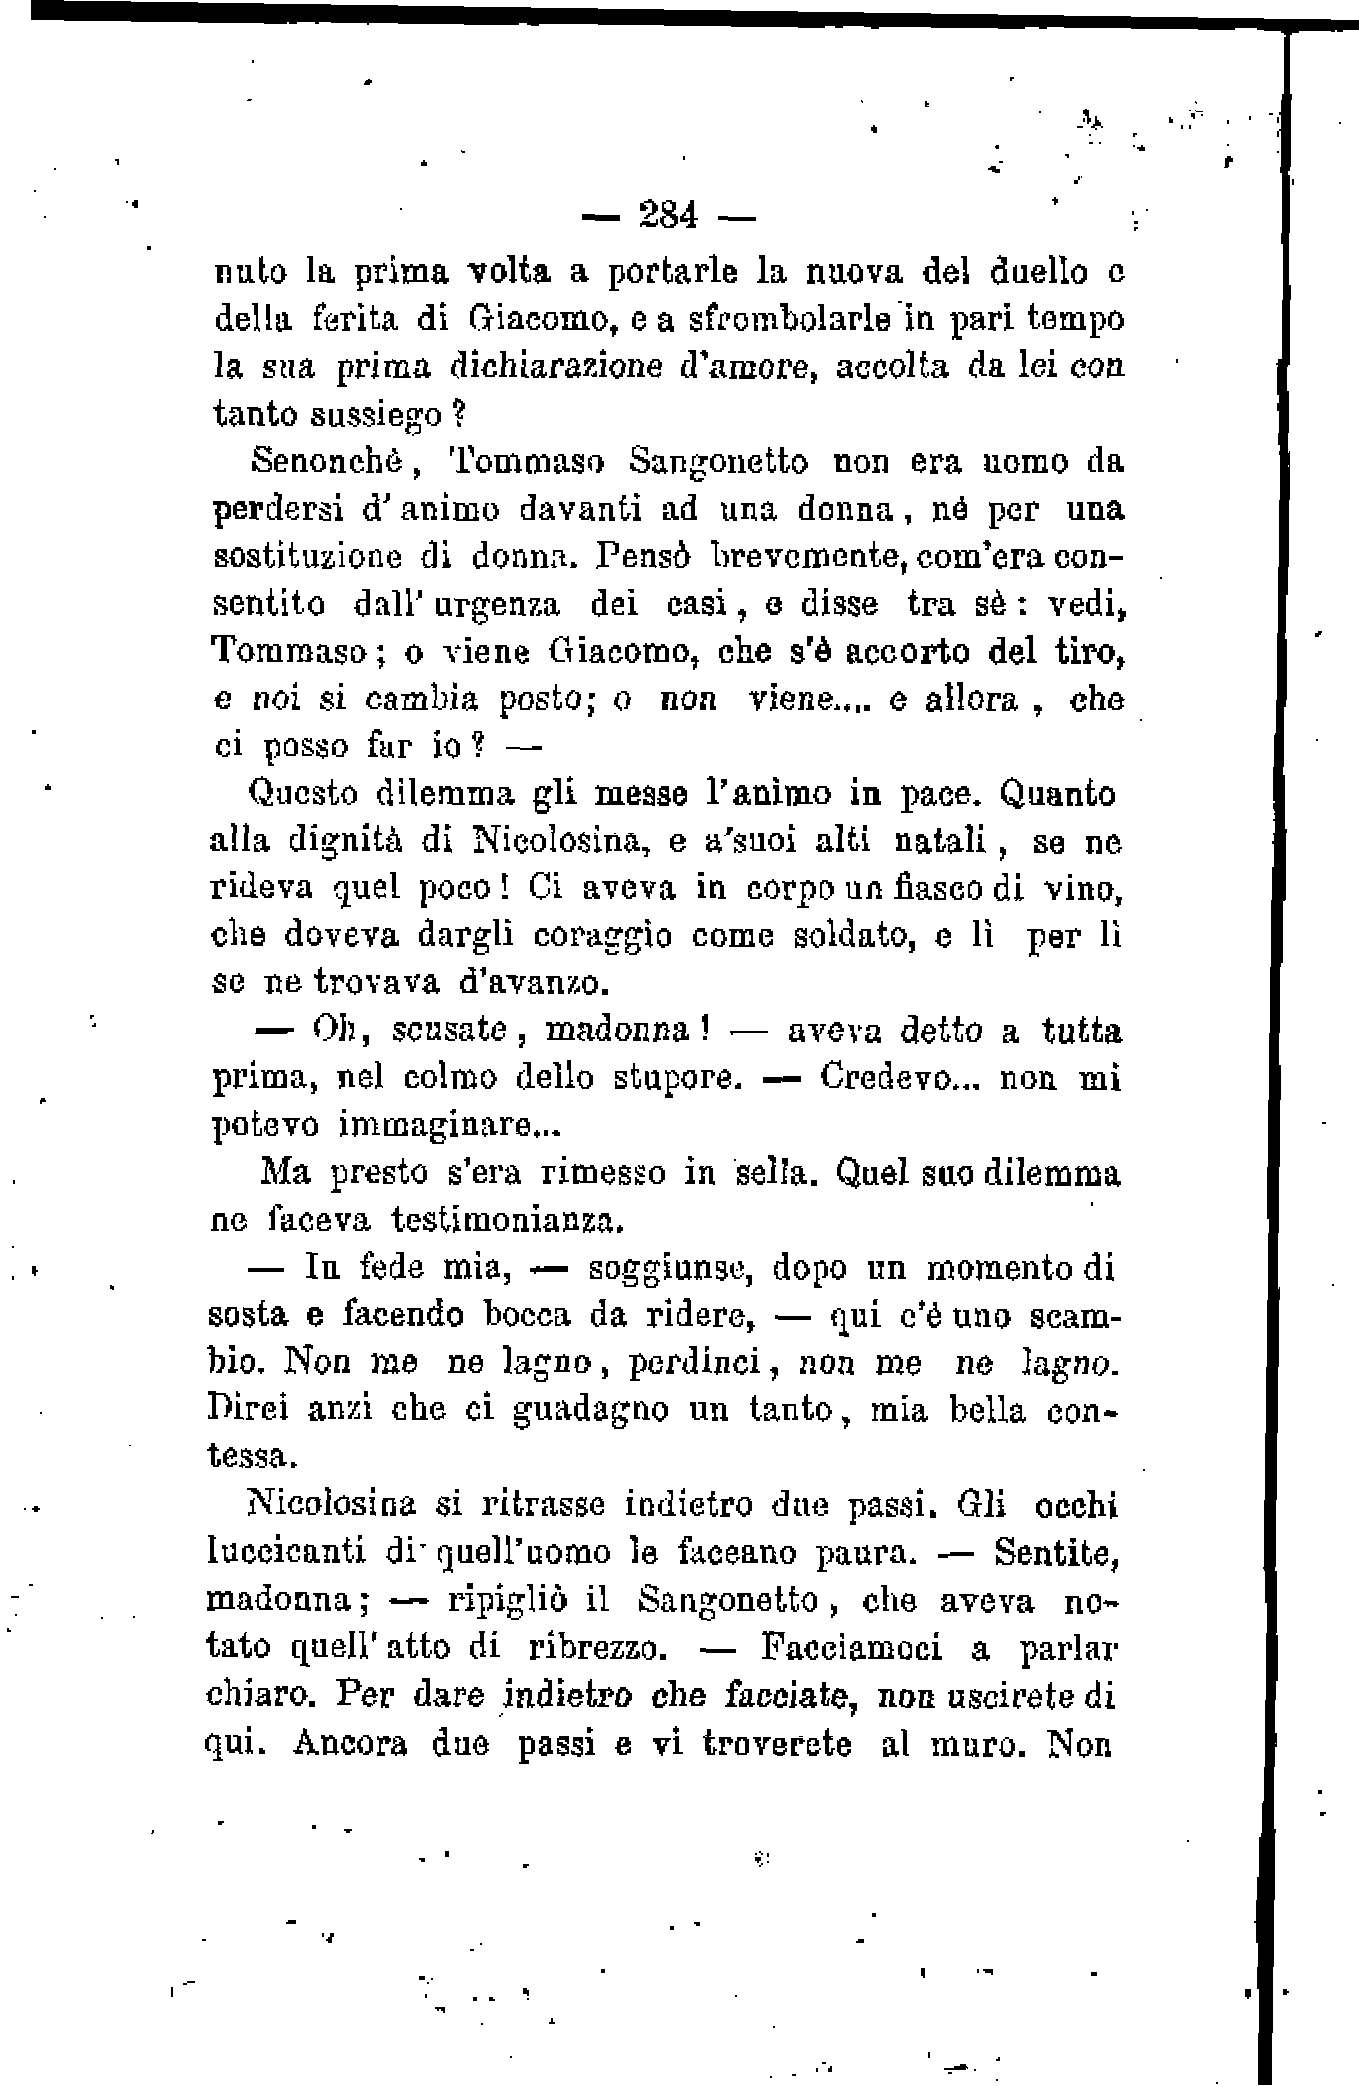 — 284 —
nuto la prima volta a portarle la nuova del duello e
della ferita di Giacomo, e a sfrombolarle in pari tempo
la sua prima dichiarazione d'amore, accolta da lei con
tanto sussiego?
Senonchè, Tommaso Sangonetto non era uomo da
perdersi d'animo davanti ad una donna, nè per una
sostituzione di donna. Pensò brevemente, com'era con-
sentito dall'urgenza dei casi, e disse tra sè: vedi,
Tommaso; o viene Giacomo, che s'è accorto del tiro,
e noi si cambia posto; o non viene.... e allora, che
ci posso far io? —
Questo dilemma gli messe l'animo in pace. Quanto
alla dignità di Nicolosina, e a'suoi alti natali, se ne
rideva quel poco! Ci aveva in corpo un fiasco di vino,
che doveva dargli coraggio come soldato, e lì per lì
se ne trovava d'avanzo.
— Oh, scusate, madonna! — aveva detto a tutta
prima, nel colmo dello stupore. — Credevo... non mi
potevo immaginare...
Ma presto s'era rimesso in sella. Quel suo dilemma
ne faceva testimonianza.
— In fede mia, — soggiunse, dopo un momento di
sosta e facendo bocca da ridere, — qui c'è uno scam-
bio. Non me ne lagno, perdinci, non me ne lagno.
Direi anzi che ci guadagno un tanto, mia bella con-
tessa.
Nicolosina si ritrasse indietro due passi. Gli occhi
luccicanti di quell'uomo le faceano paura. — Sentite,
madonna; — ripigliò il Sangonetto, che aveva no-
tato quell'atto di ribrezzo. — Facciamoci a parlar
chiaro. Per dare indietro che facciate, non uscirete di
qui. Ancora due passi e vi troverete al muro. Non